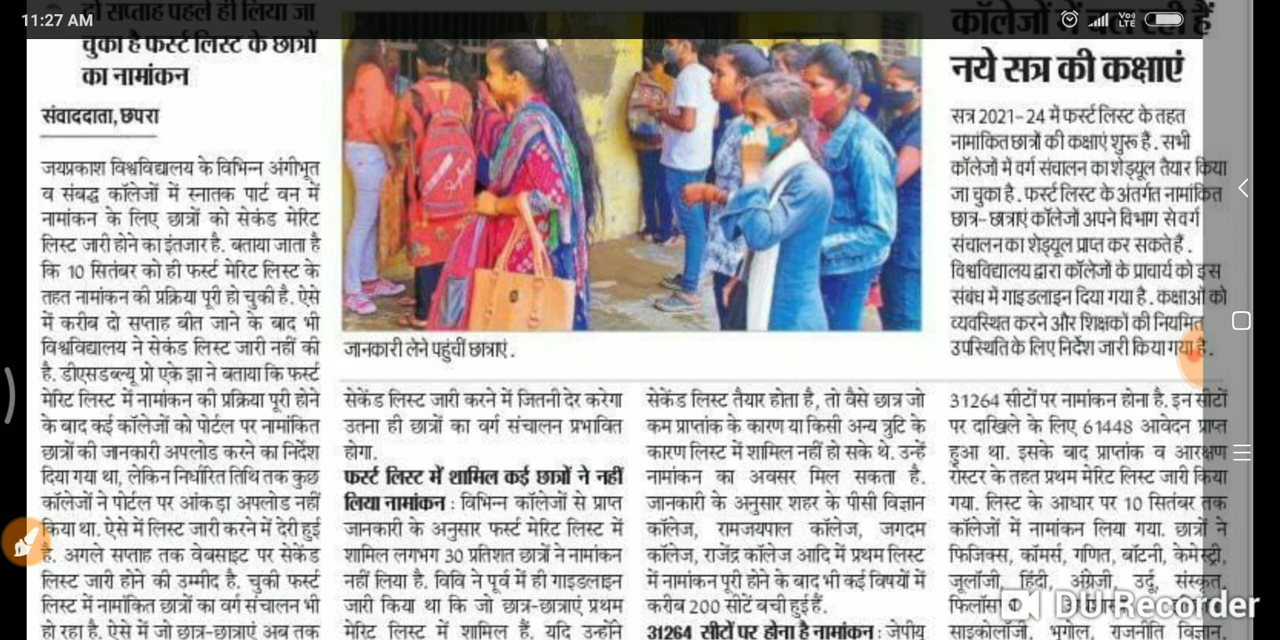 11:27 AM
दो सप्ताह पहले ही लिया जा
चुका है फर्स्ट लिस्ट के छात्रों
का नामांकन
संवाददाता, छपरा
जयप्रकाश विश्वविद्यालय के विभिन्न अंगीभूत
व संबद्ध कॉलेजों में स्नातक पार्ट वन में
नामांकन के लिए छात्रों को सेकंड मेरिट
लिस्ट जारी होने का इंतजार है. बताया जाता है
कि 10 सितंबर को ही फर्स्ट मेरिट लिस्ट के
तहत नामांकन की प्रक्रिया पूरी हो चुकी है. ऐसे
में करीब दो सप्ताह बीत जाने के बाद भी
विश्वविद्यालय ने सेकंड लिस्ट जारी नहीं की
है. डीएसडब्ल्यू प्रो एके झा ने बताया कि फर्स्ट
मेरिट लिस्ट में नामांकन की प्रक्रिया पूरी होने
के बाद कई कॉलेजों को पोर्टल पर नामांकित
छात्रों की जानकारी अपलोड करने का निर्देश
दिया गया था, लेकिन निर्धारित तिथि तक कुछ
कॉलेजों ने पोर्टल पर आंकड़ा अपलोड नहीं
किया था. ऐसे में लिस्ट जारी करने में देरी हुई
है. अगले सप्ताह तक वेबसाइट पर सेकेंड
लिस्ट जारी होने की उम्मीद है. चुकी फर्स्ट
लिस्ट में नामांकित छात्रों का वर्ग संचालन भी
हो रहा है. ऐसे में जो छात्र-छात्राएं अब तक
जानकारी लेने पहुंचीं छात्राएं.
सेकेंड लिस्ट जारी करने में जितनी देर करेगा
उतना ही छात्रों का वर्ग संचालन प्रभावित
होगा.
फर्स्ट लिस्ट में शामिल कई छात्रों ने नहीं
लिया नामांकन : विभिन्न कॉलेजों से प्राप्त
जानकारी के अनुसार फर्स्ट मेरिट लिस्ट में
शामिल लगभग 30 प्रतिशत छात्रों ने नामांकन
नहीं लिया है. विवि ने पूर्व में ही गाइडलाइन
जारी किया था कि जो छात्र-छात्राएं प्रथम
मेरिट लिस्ट में शामिल हैं. यदि उन्होंने
सेकेंड लिस्ट तैयार होता है, तो वैसे छात्र जो
कम प्राप्तांक के कारण या किसी अन्य त्रुटि के
कारण लिस्ट में शामिल नहीं हो सके थे. उन्हें
नामांकन का अवसर मिल सकता है.
जानकारी के अनुसार शहर के पीसी विज्ञान
कॉलेज, रामजयपाल कॉलेज, जगदम
कॉलेज, राजेंद्र कॉलेज आदि में प्रथम लिस्ट
में नामांकन पूरी होने के बाद भी कई विषयों में
करीब 200 सीटें बची हुई हैं.
31264 सीटों पर होना है नामांकन : जेपीय
कॉलेजों में चल रही हैं
नये सत्र की कक्षाएं
सत्र 2021-24 में फर्स्ट लिस्ट के तहत
नामांकित छात्रों की कक्षाएं शुरू हैं. सभी
कॉलेजों में वर्ग संचालन का शेड्यूल तैयार किया
जा चुका है. फर्स्ट लिस्ट के अंतर्गत नामांकित
छात्र-छात्राएं कॉलेजों अपने विभाग से वर्ग
संचालन का शेड्यूल प्राप्त कर सकते हैं.
विश्वविद्यालय द्वारा कॉलेजों के प्राचार्य को इस
संबंध में गाइडलाइन दिया गया है. कक्षाओं को
व्यवस्थित करने और शिक्षकों की नियमित
उपस्थिति के लिए निर्देश जारी किया गया है.
31264 सीटों पर नामांकन होना है. इन सीटों
पर दाखिले के लिए 61448 आवेदन प्राप्त
हुआ था. इसके बाद प्राप्तांक व आरक्षण
रोस्टर के तहत प्रथम मेरिट लिस्ट जारी किया
गया. लिस्ट के आधार पर 10 सितंबर तक
कॉलेजों में नामांकन लिया गया. छात्रों ने
फिजिक्स, कॉमर्स, गणित, बॉटनी, केमेस्ट्री,
जूलॉजी, हिंदी, अंग्रेजी, उर्दू, संस्कृत,
साइकोलॉजी, भूगोल, राजनीति विज्ञान,
DU Recorder
VoLTE